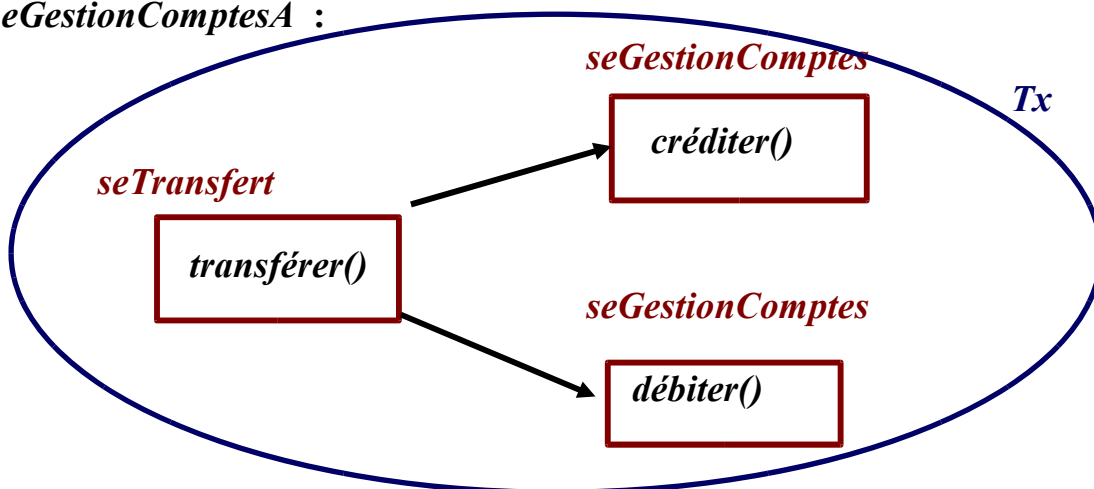 eGestionComptesA :
seGestionComptes
Tx
créditer()
seTransfert
transférer()
seGestionComptes
débiter()